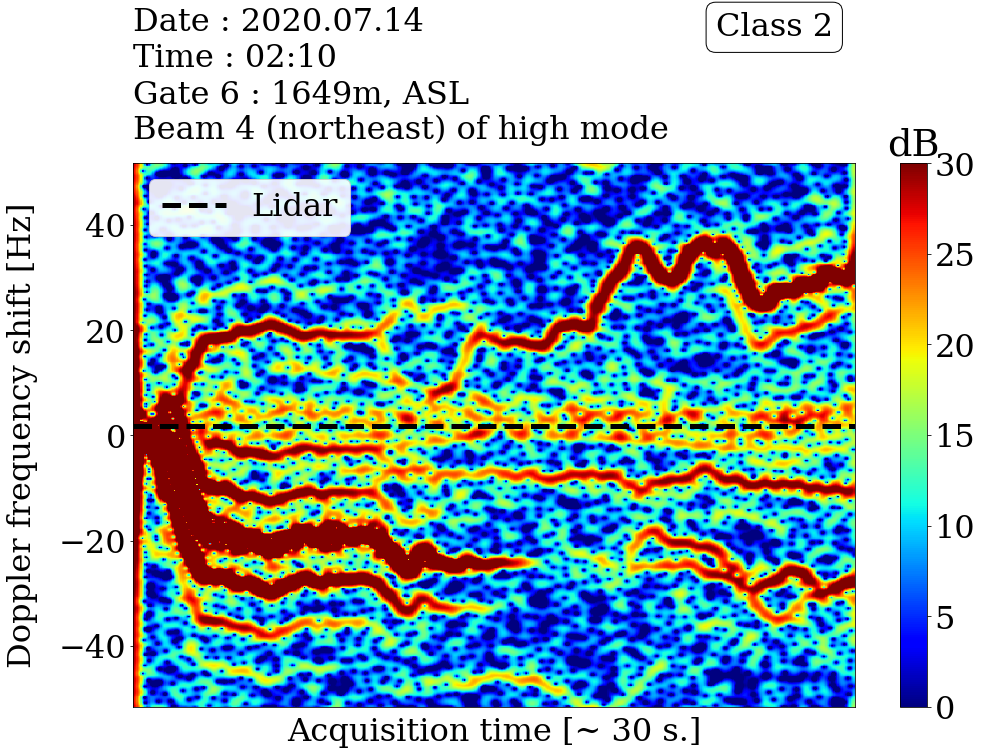 Date : 2020.07.14
Time : 02:10
Gate 6 : 1649m, ASL
Beam 4 (northeast) of high mode
Class 2
dB
Lidar
Doppler frequency shift [Hz]
40
20
0
−20
−40
Acquisition time [~ 30 s.]
30
25
20
15
10
5
0